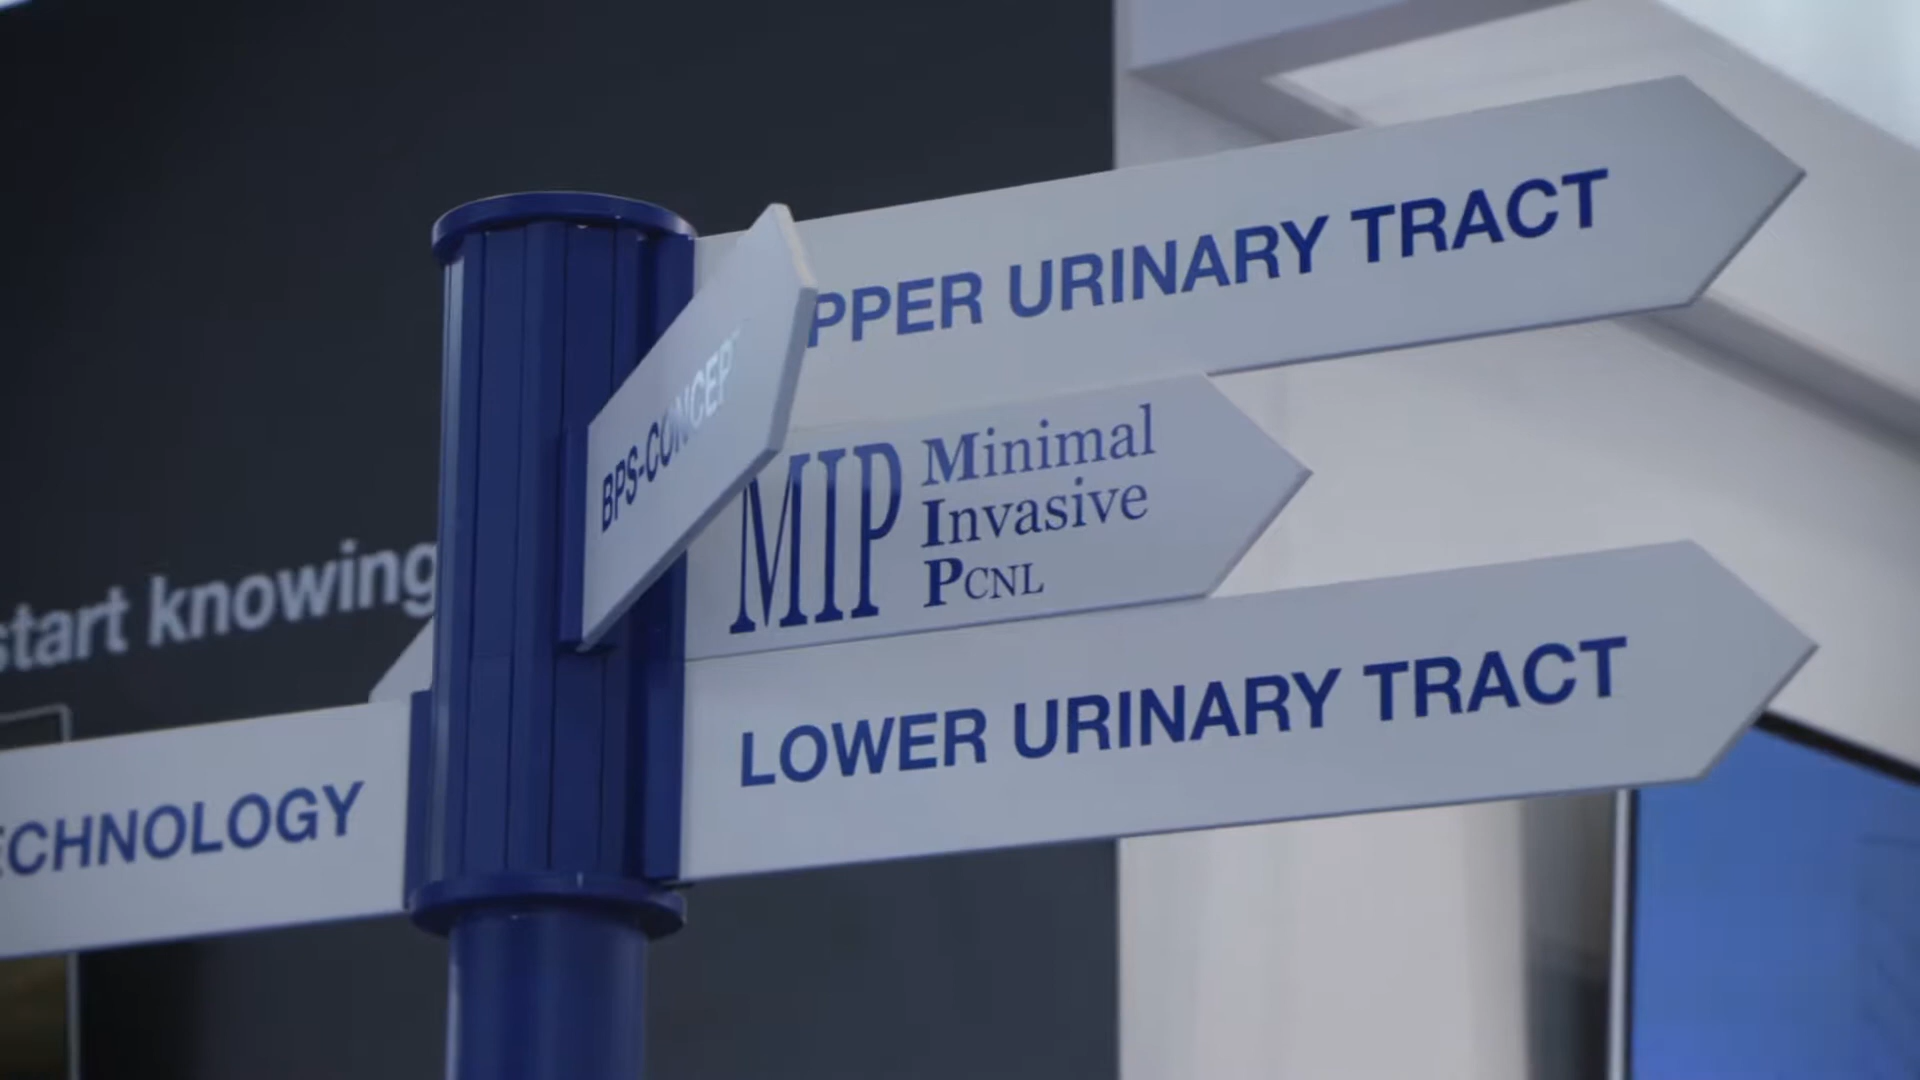 PPER URINARY TRACT
BPS-CONCEP
MIP
Minimal
Invasive
PCNL
start knowing
LOWER URINARY TRACT
ECHNOLOGY